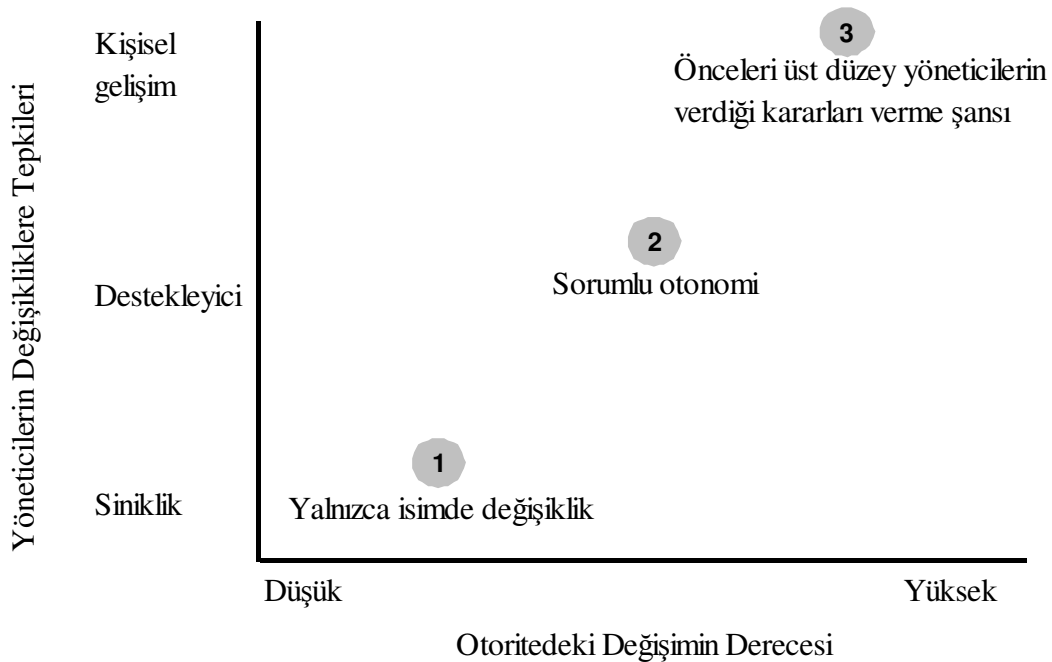 Yöneticilerin Değişikliklere Tepkileri
Kişisel
gelişim
3
Önceleri üst düzey yöneticilerin
verdiği kararları verme şansı
2
Destekleyici
Sorumlu otonomi
1
Siniklik
Yalnızca isimde değişiklik
Düşük
Yüksek
Otoritedeki Değişimin Derecesi